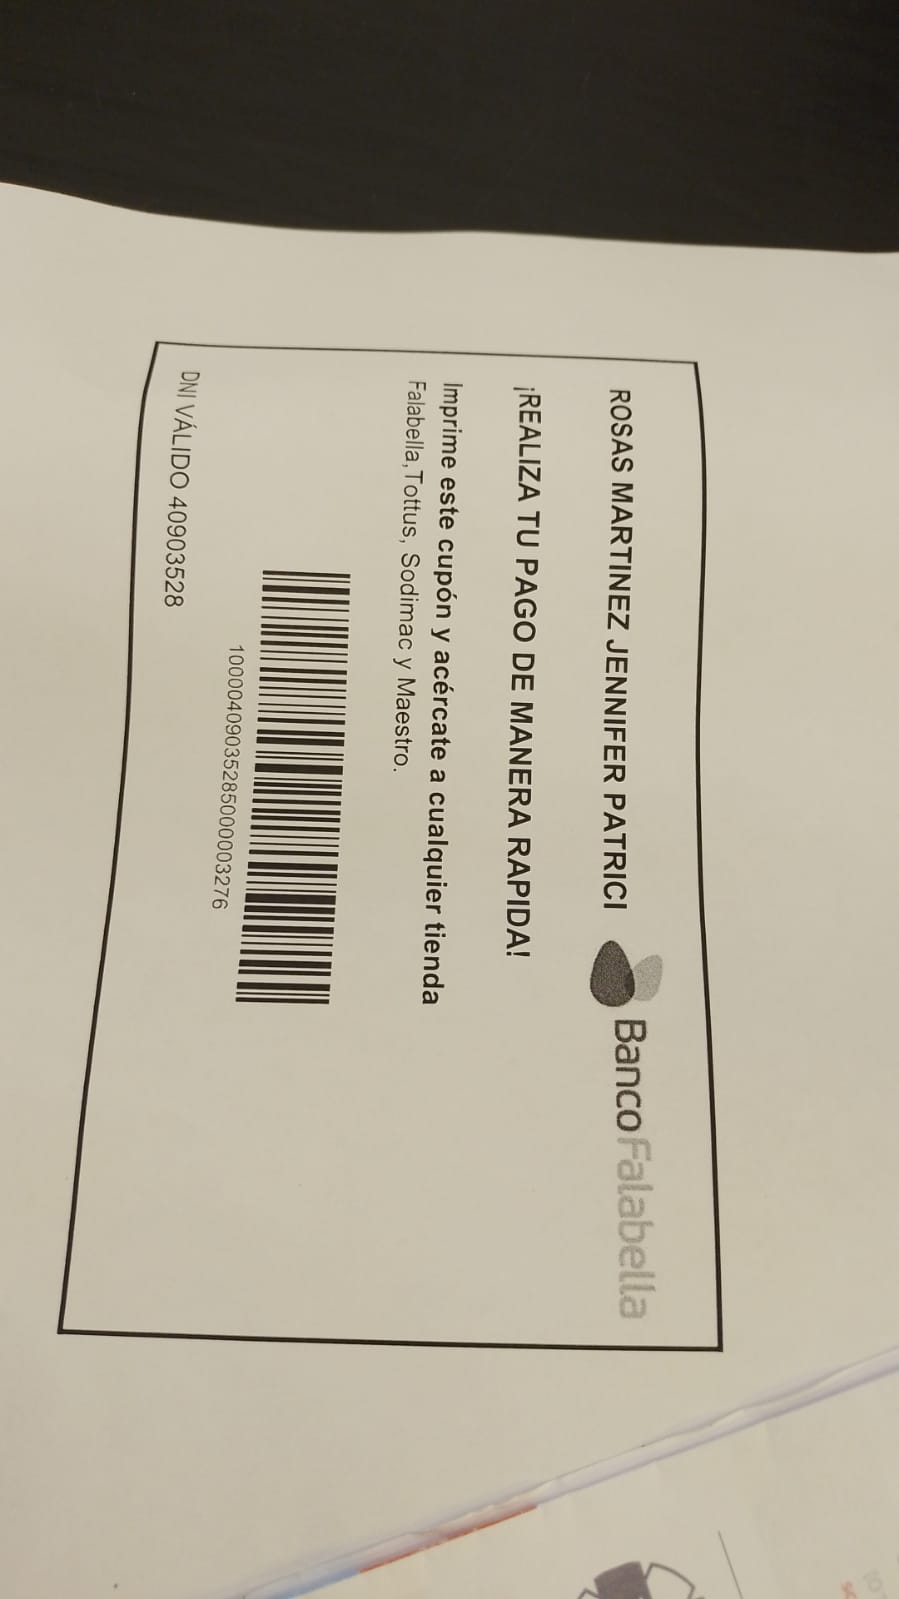 ROSAS MARTINEZ JENNIFER PATRICI
BancoFalabella
¡REALIZA TU PAGO DE MANERA RAPIDA!
Imprime este cupón y acércate a cualquier tienda
Falabella,Tottus, Sodimac y Maestro.
10000409035285000003276
DNI VÁLIDO 40903528